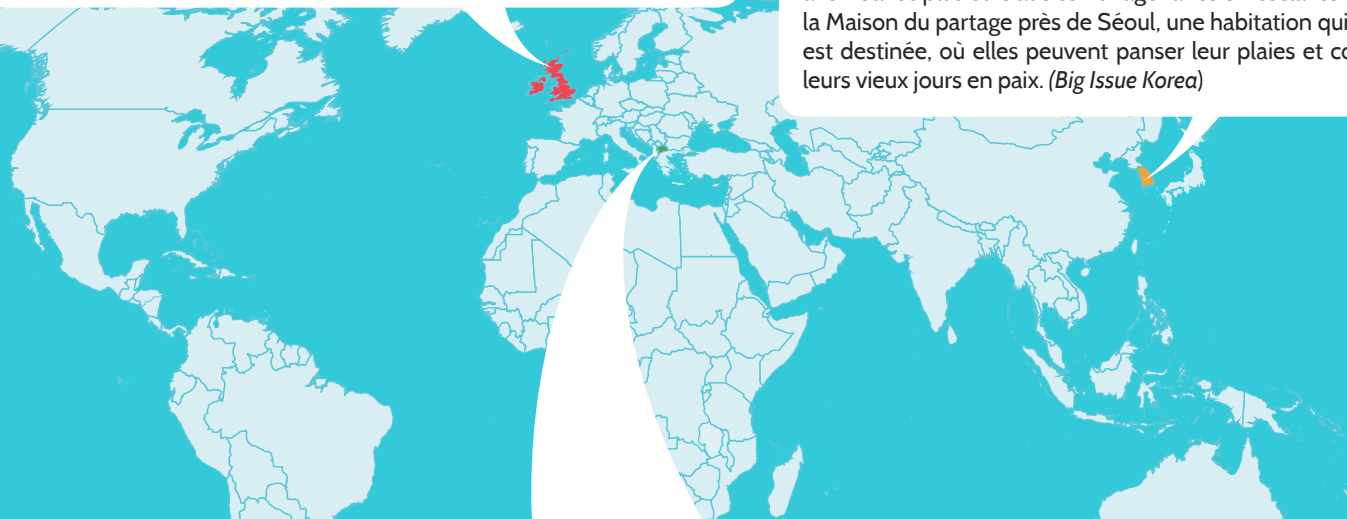 la Maison du partage près de Séoul, une habitation qui
est destinée, où elles peuvent panser leur plaies et
leurs vieux jours en paix. (Big Issue Korea)